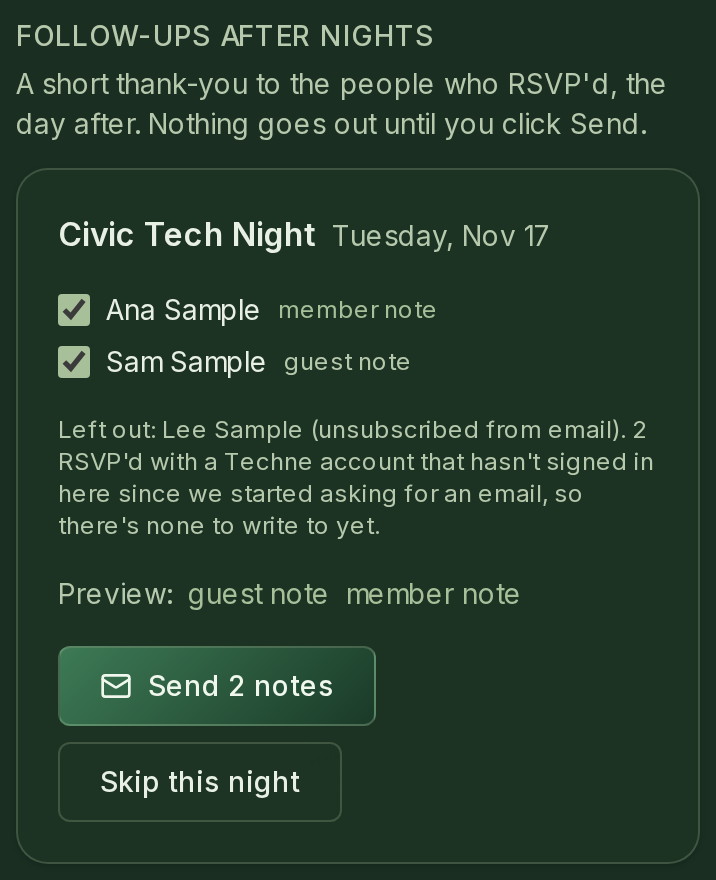 FOLLOW-UPS AFTER NIGHTS
A short thank-you to the people who RSVP'd, the
day after. Nothing goes out until you click Send.
Civic Tech Night Tuesday, Nov 17
Ana Sample member note
Sam Sample guest note
Left out: Lee Sample (unsubscribed from email). 2
RSVP'd with a Techne account that hasn't signed in
here since we started asking for an email, so
there's none to write to yet.
Preview: guest note member note
Send 2 notes
Skip this night